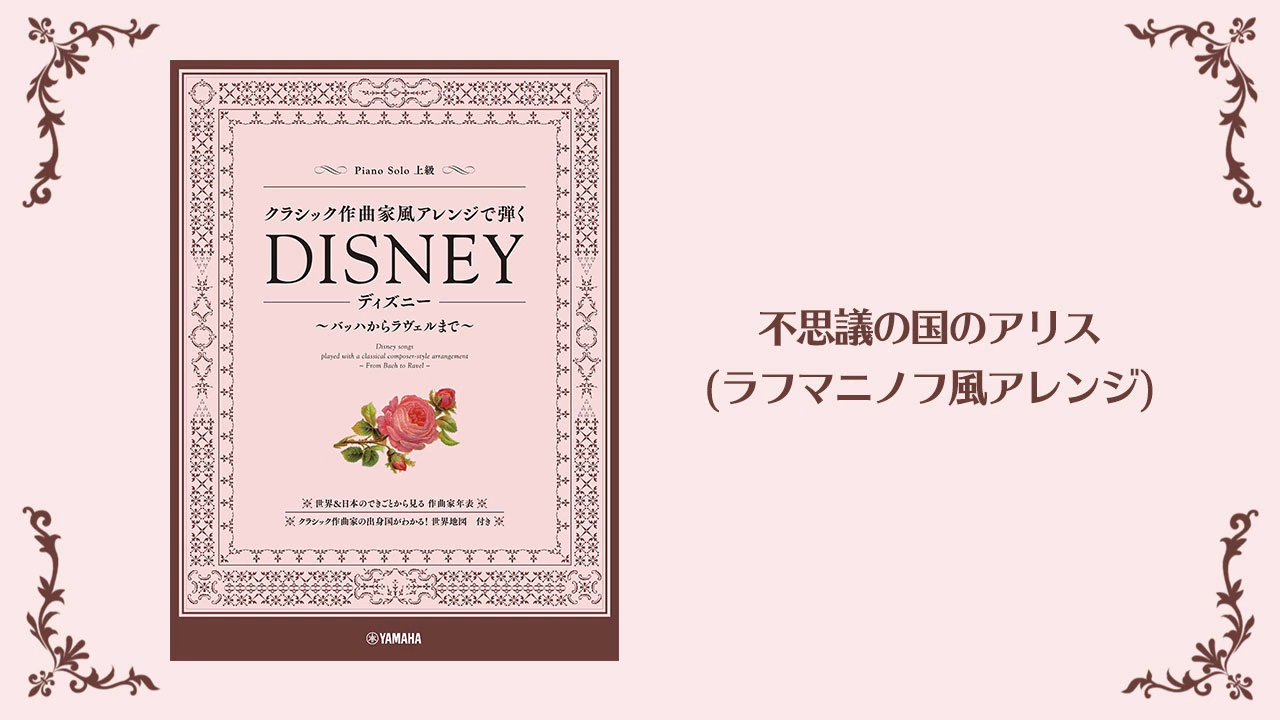 Piano Solo 上級
クラシック作曲家風アレンジで弾く
DISNEY
ディズニー
～バッハからラヴェルまで～
Disney songs
played with a classical composer-style arrangement
– From Bach to Ravel –
世界&日本のできごとから見る 作曲家年表
クラシック作曲家の出身国がわかる! 世界地図 付き
YAMAHA
不思議の国のアリス
(ラフマニノフ風アレンジ)